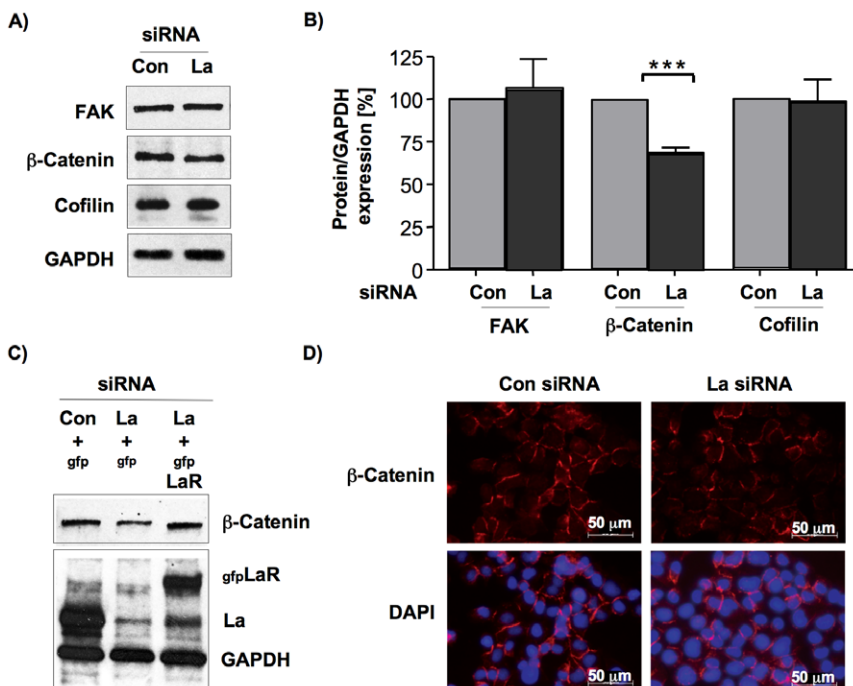 A)
siRNA
Con La
FAK
β-Catenin
Cofilin
GAPDH
B)
Protein/GAPDH
expression [%]
125
100
75
50
25
0
***
siRNA
Con La Con La Con La
FAK β-Catenin Cofilin
C)
siRNA
Con La La
+ + +
gfp gfp gfp
LaR
β-Catenin
gfpLaR
La
GAPDH
D)
Con siRNA La siRNA
β-Catenin
50 μm 50 μm
DAPI
50 μm 50 μm